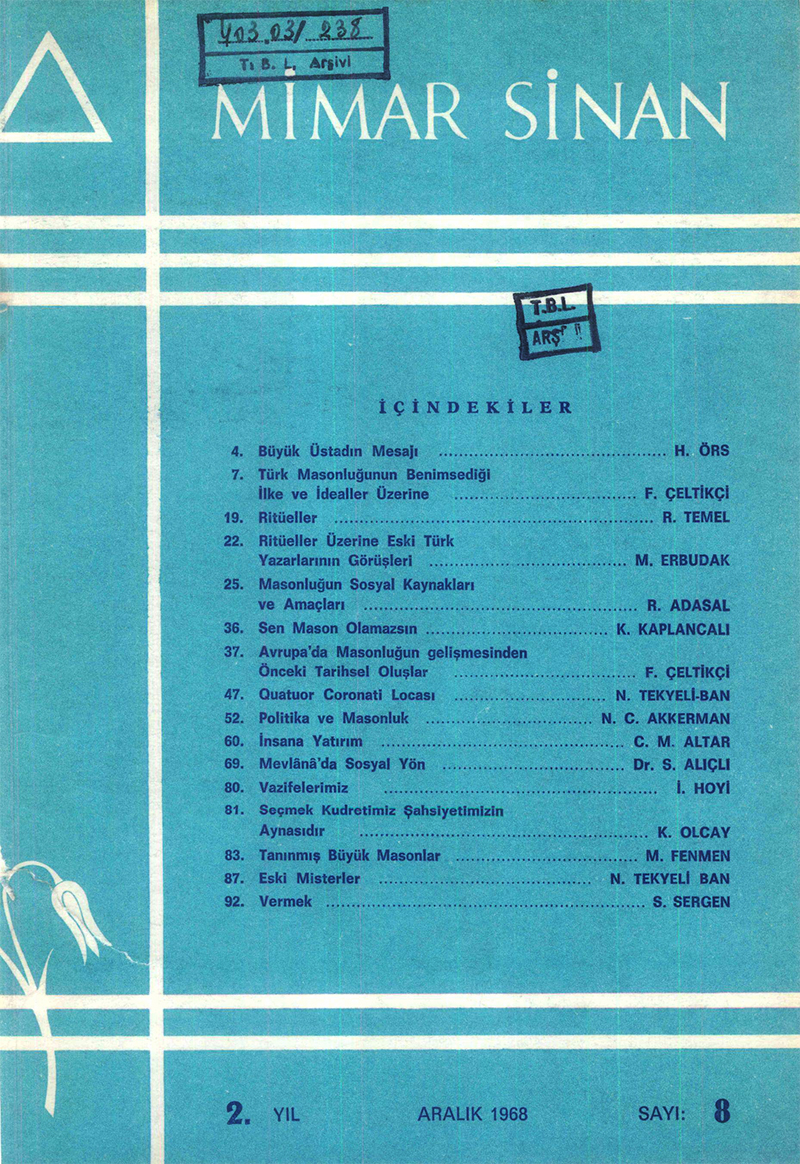 403.03/ 238
T. B. L. Arşivi
MİMAR SİNAN
T.B.L.
ARŞ
İÇİNDEKİLER
4. Büyük Üstadın Mesajı ........ H. ÖRS
7. Türk Masonluğunun Benimsediği
İlke ve İdealler Üzerine ........ F. ÇELTİKÇİ
19. Ritüeller ........ R. TEMEL
22. Ritüeller Üzerine Eski Türk
Yazarlarının Görüşleri ........ M. ERBUDAK
25. Masonluğun Sosyal Kaynakları
ve Amaçları ........ R. ADASAL
36. Sen Mason Olamazsın ........ K. KAPLANCALI
37. Avrupa'da Masonluğun gelişmesinden
Önceki Tarihsel Oluşlar ........ F. ÇELTİKÇİ
47. Quatuor Coronati Locası ........ N. TEKYELİ-BAN
52. Politika ve Masonluk ........ N. C. AKKERMAN
60. İnsana Yatırım ........ C. M. ALTAR
69. Mevlânâ'da Sosyal Yön ........ Dr. S. ALIÇLI
80. Vazifelerimiz ........ İ. HOYİ
81. Seçmek Kudretimiz Şahsiyetimizin
Aynasıdır ........ K. OLCAY
83. Tanınmış Büyük Masonlar ........ M. FENMEN
87. Eski Misterler ........ N. TEKYELİ BAN
92. Vermek ........ S. SERGEN
2. YIL ARALIK 1968 SAYI: 8